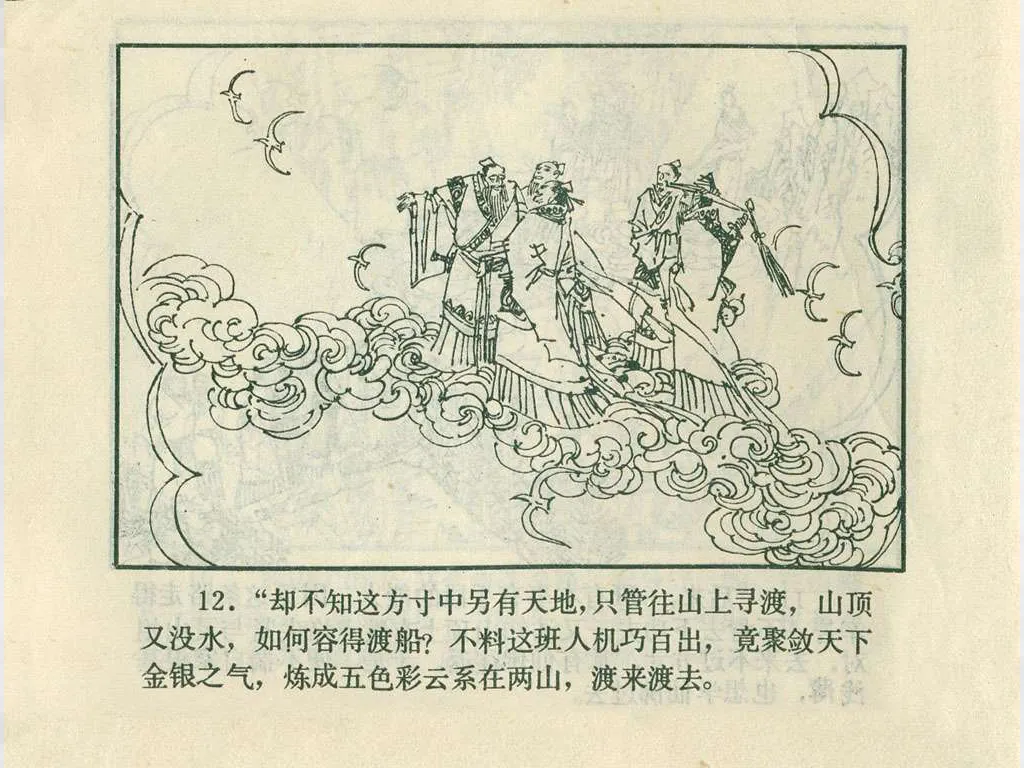 12. “却不知这方寸中另有天地，只管往山上寻渡，山顶
又没水，如何容得渡船？不料这班人机巧百出，竟聚敛天下
金银之气，炼成五色彩云系在两山，渡来渡去。